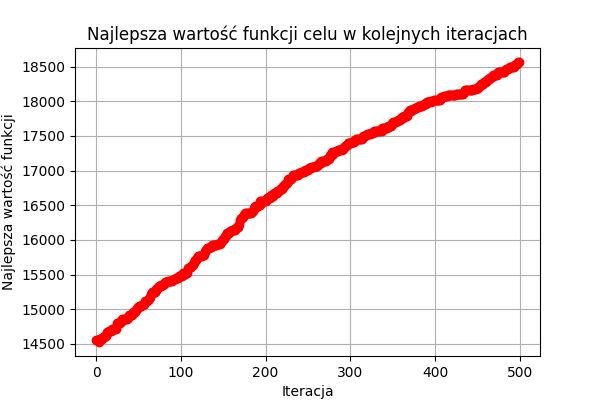 Najlepsza wartość funkcji celu w kolejnych iteracjach
18500
18000
17500
17000
16500
16000
15500
15000
14500
Najlepsza wartość funkcji
0 100 200 300 400 500
Iteracja